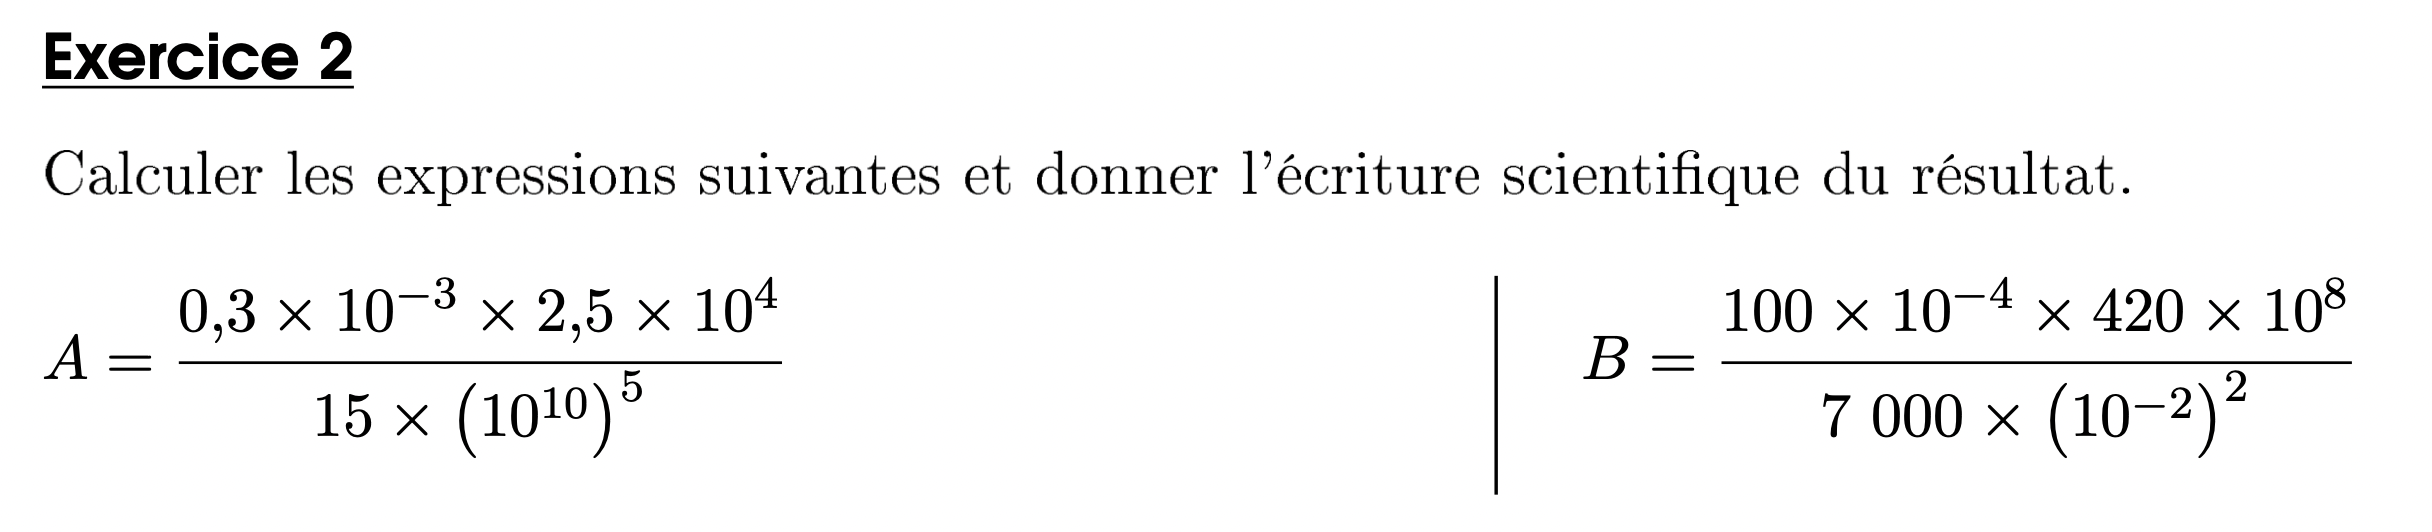 Exercice 2
Calculer les expressions suivantes et donner l'écriture scientifique du résultat.
$A = \dfrac{0,3 \times 10^{-3} \times 2,5 \times 10^{4}}{15 \times \left(10^{10}\right)^{5}}$
$B = \dfrac{100 \times 10^{-4} \times 420 \times 10^{8}}{7\ 000 \times \left(10^{-2}\right)^{2}}$